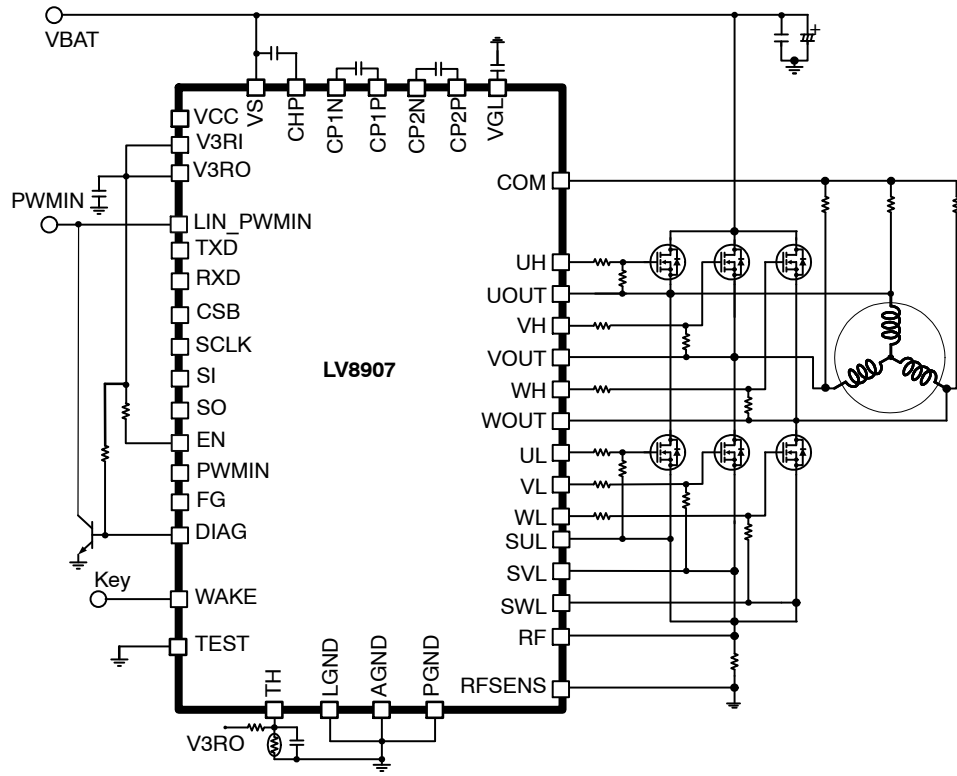 VBAT
+
VS
CHP
CP1N
CP1P
CP2N
CP2P
VGL
VCC
V3RI
V3RO
PWMIN
LIN_PWMIN
TXD
RXD
CSB
SCLK
SI
SO
EN
PWMIN
FG
DIAG
Key
WAKE
TEST
LV8907
COM
UH
UOUT
VH
VOUT
WH
WOUT
UL
VL
WL
SUL
SVL
SWL
RF
RFSENS
TH
LGND
AGND
PGND
V3RO